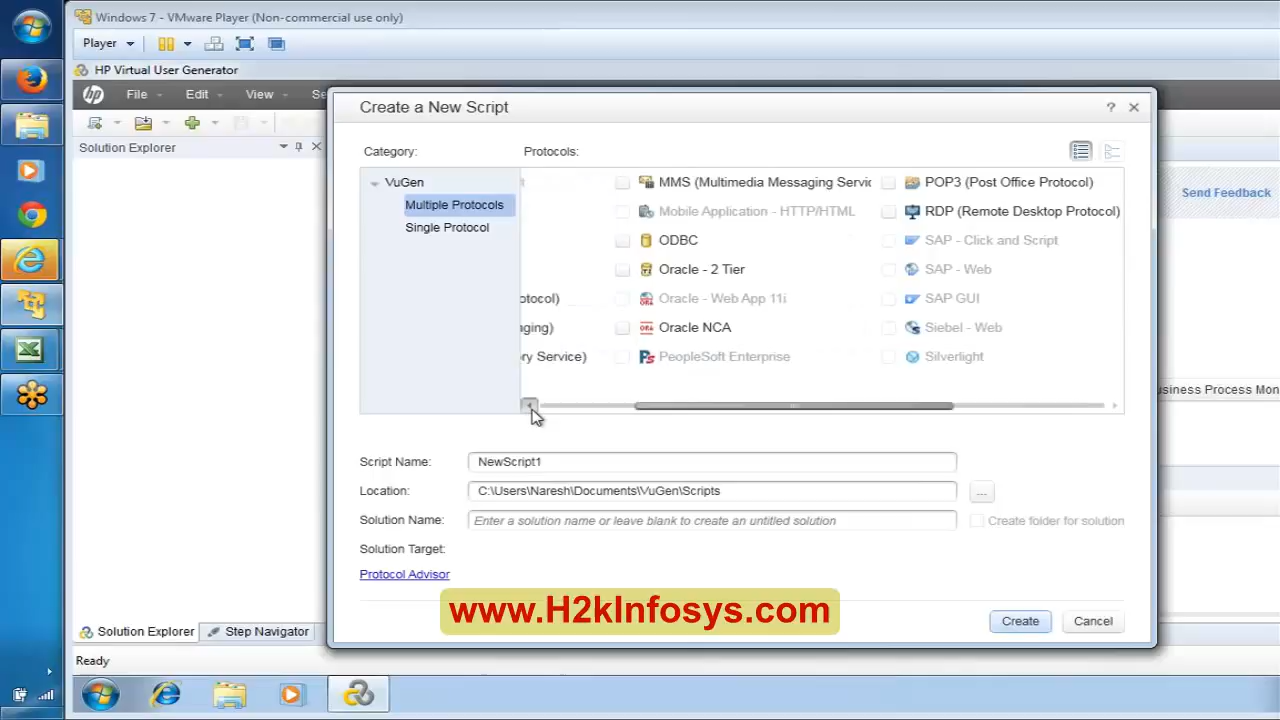 Windows 7 - VMware Player (Non-commercial use only)
Player
HP Virtual User Generator
hp File Edit View Se
Create a New Script
Solution Explorer
Category: Protocols:
VuGen
Multiple Protocols
Single Protocol
t
otocol)
aging)
ry Service)
MMS (Multimedia Messaging Servic
Mobile Application - HTTP/HTML
ODBC
Oracle - 2 Tier
Oracle - Web App 11i
Oracle NCA
PeopleSoft Enterprise
POP3 (Post Office Protocol)
RDP (Remote Desktop Protocol)
SAP - Click and Script
SAP - Web
SAP GUI
Siebel - Web
Silverlight
Send Feedback
usiness Process Mon
Script Name: NewScript1
Location: C:\Users\Naresh\Documents\VuGen\Scripts ...
Solution Name: Enter a solution name or leave blank to create an untitled solution Create folder for solution
Solution Target:
Protocol Advisor
www.H2kInfosys.com
Create Cancel
Solution Explorer Step Navigator
Ready